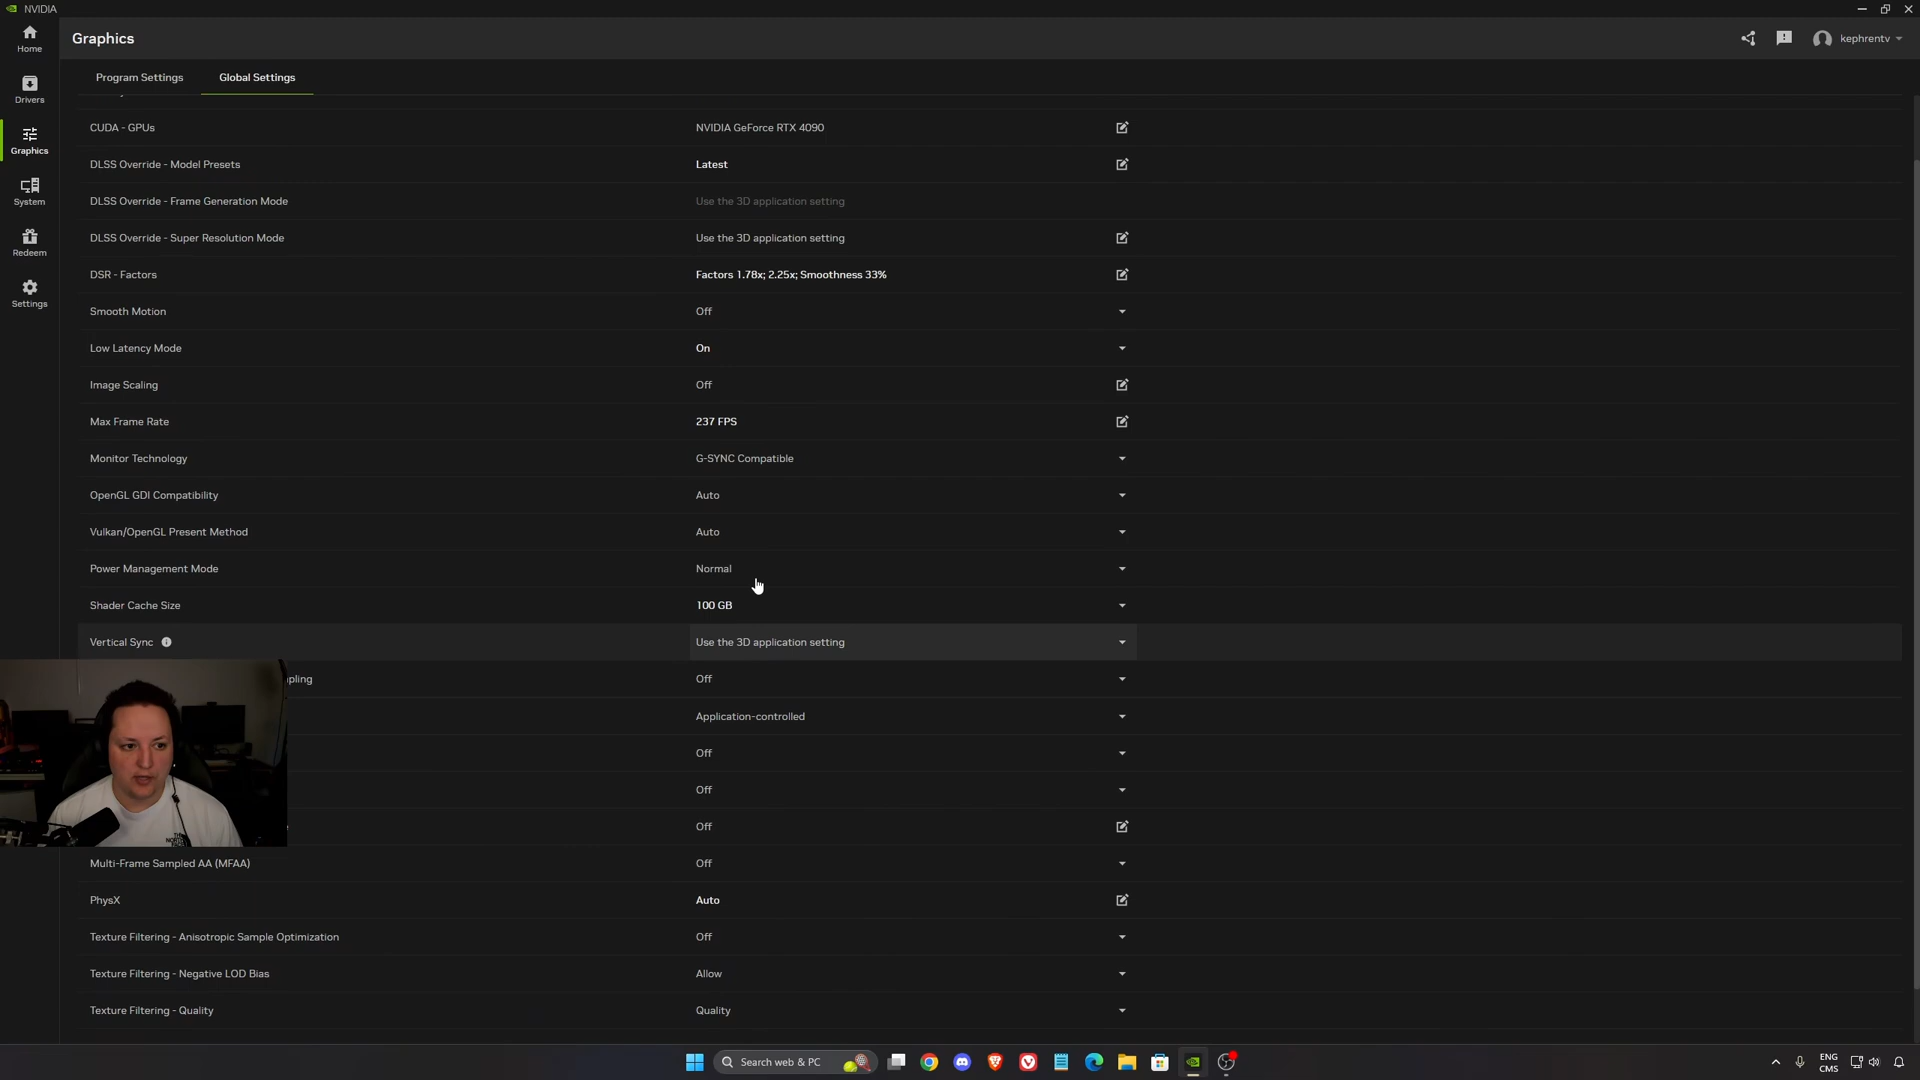 NVIDIA
Home
Graphics
kephrentv
Program Settings
Global Settings
Drivers
CUDA - GPUs
NVIDIA GeForce RTX 4090
Graphics
DLSS Override - Model Presets
Latest
System
DLSS Override - Frame Generation Mode
Use the 3D application setting
Redeem
DLSS Override - Super Resolution Mode
Use the 3D application setting
DSR - Factors
Factors 1.78x; 2.25x; Smoothness 33%
Settings
Smooth Motion
Off
Low Latency Mode
On
Image Scaling
Off
Max Frame Rate
237 FPS
Monitor Technology
G-SYNC Compatible
OpenGL GDI Compatibility
Auto
Vulkan/OpenGL Present Method
Auto
Power Management Mode
Normal
Shader Cache Size
100 GB
Vertical Sync
Use the 3D application setting
Off
Application-controlled
Off
Off
Off
Multi-Frame Sampled AA (MFAA)
Off
PhysX
Auto
Texture Filtering - Anisotropic Sample Optimization
Off
Texture Filtering - Negative LOD Bias
Allow
Texture Filtering - Quality
Quality
Search web & PC
ENG
CMS